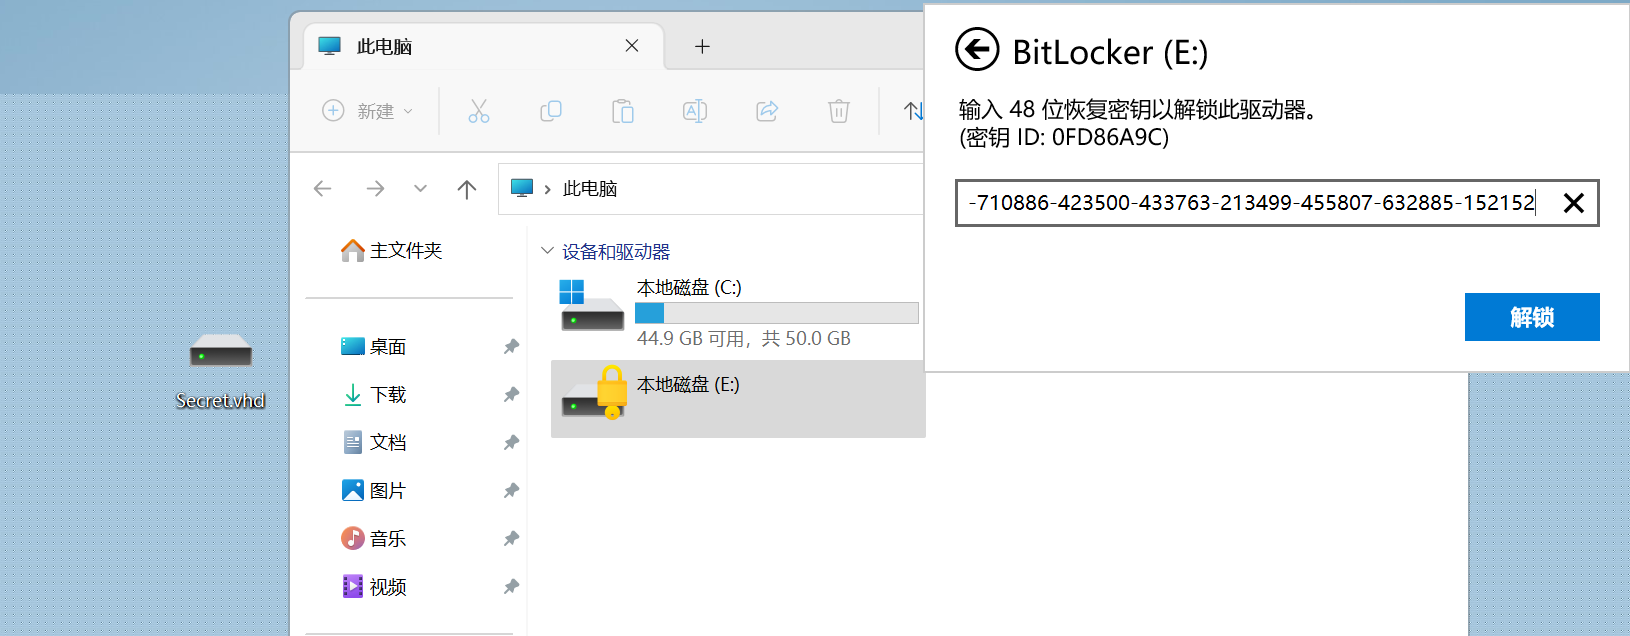 此电脑
新建
此电脑
主文件夹
桌面
下载
文档
图片
音乐
视频
设备和驱动器
本地磁盘 (C:)
44.9 GB 可用，共 50.0 GB
本地磁盘 (E:)
Secret.vhd
BitLocker (E:)
输入 48 位恢复密钥以解锁此驱动器。
(密钥 ID: 0FD86A9C)
-710886-423500-433763-213499-455807-632885-152152
解锁